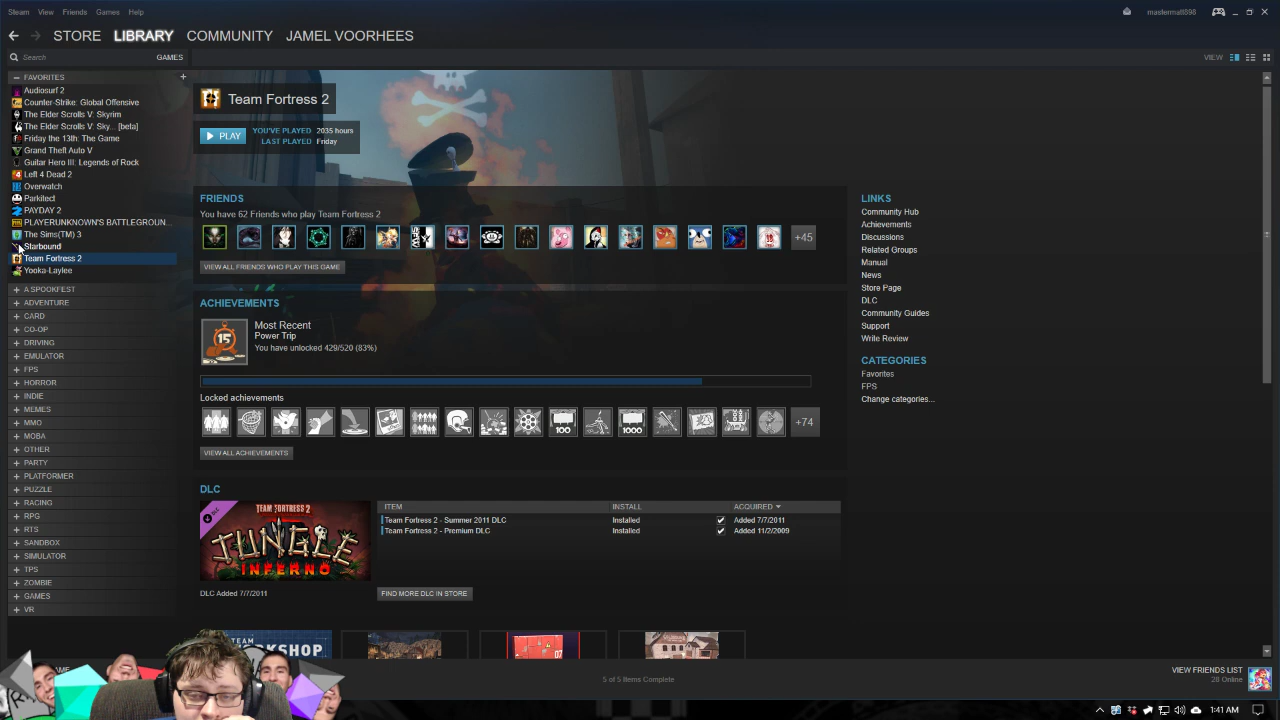 Steam View Friends Games Help
mastermatt898
STORE LIBRARY COMMUNITY JAMEL VOORHEES
Search GAMES
VIEW
FAVORITES
Audiosurf 2
Counter-Strike: Global Offensive
The Elder Scrolls V: Skyrim
The Elder Scrolls V: Sky... [beta]
Friday the 13th: The Game
Grand Theft Auto V
Guitar Hero III: Legends of Rock
Left 4 Dead 2
Overwatch
Parkitect
PAYDAY 2
PLAYERUNKNOWN'S BATTLEGROUN...
The Sims(TM) 3
Starbound
Team Fortress 2
Yooka-Laylee
A SPOOKFEST
ADVENTURE
CARD
CO-OP
DRIVING
EMULATOR
FPS
HORROR
INDIE
MEMES
MMO
MOBA
OTHER
PARTY
PLATFORMER
PUZZLE
RACING
RPG
RTS
SANDBOX
SIMULATOR
TPS
ZOMBIE
GAMES
VR
Team Fortress 2
PLAY
YOU'VE PLAYED 2035 hours
LAST PLAYED Friday
FRIENDS
You have 62 Friends who play Team Fortress 2
+45
VIEW ALL FRIENDS WHO PLAY THIS GAME
ACHIEVEMENTS
15
Most Recent
Power Trip
You have unlocked 429/520 (83%)
Locked achievements
100
1000
+74
VIEW ALL ACHIEVEMENTS
DLC
TEAM FORTRESS 2
JUNGLE
INFERNO
DLC Added 7/7/2011
ITEM INSTALL ACQUIRED
Team Fortress 2 - Summer 2011 DLC Installed Added 7/7/2011
Team Fortress 2 - Premium DLC Installed Added 11/2/2009
FIND MORE DLC IN STORE
LINKS
Community Hub
Achievements
Discussions
Related Groups
Manual
News
Store Page
DLC
Community Guides
Support
Write Review
CATEGORIES
Favorites
FPS
Change categories...
TEAM
5 of 5 Items Complete
VIEW FRIENDS LIST
28 Online
1:41 AM